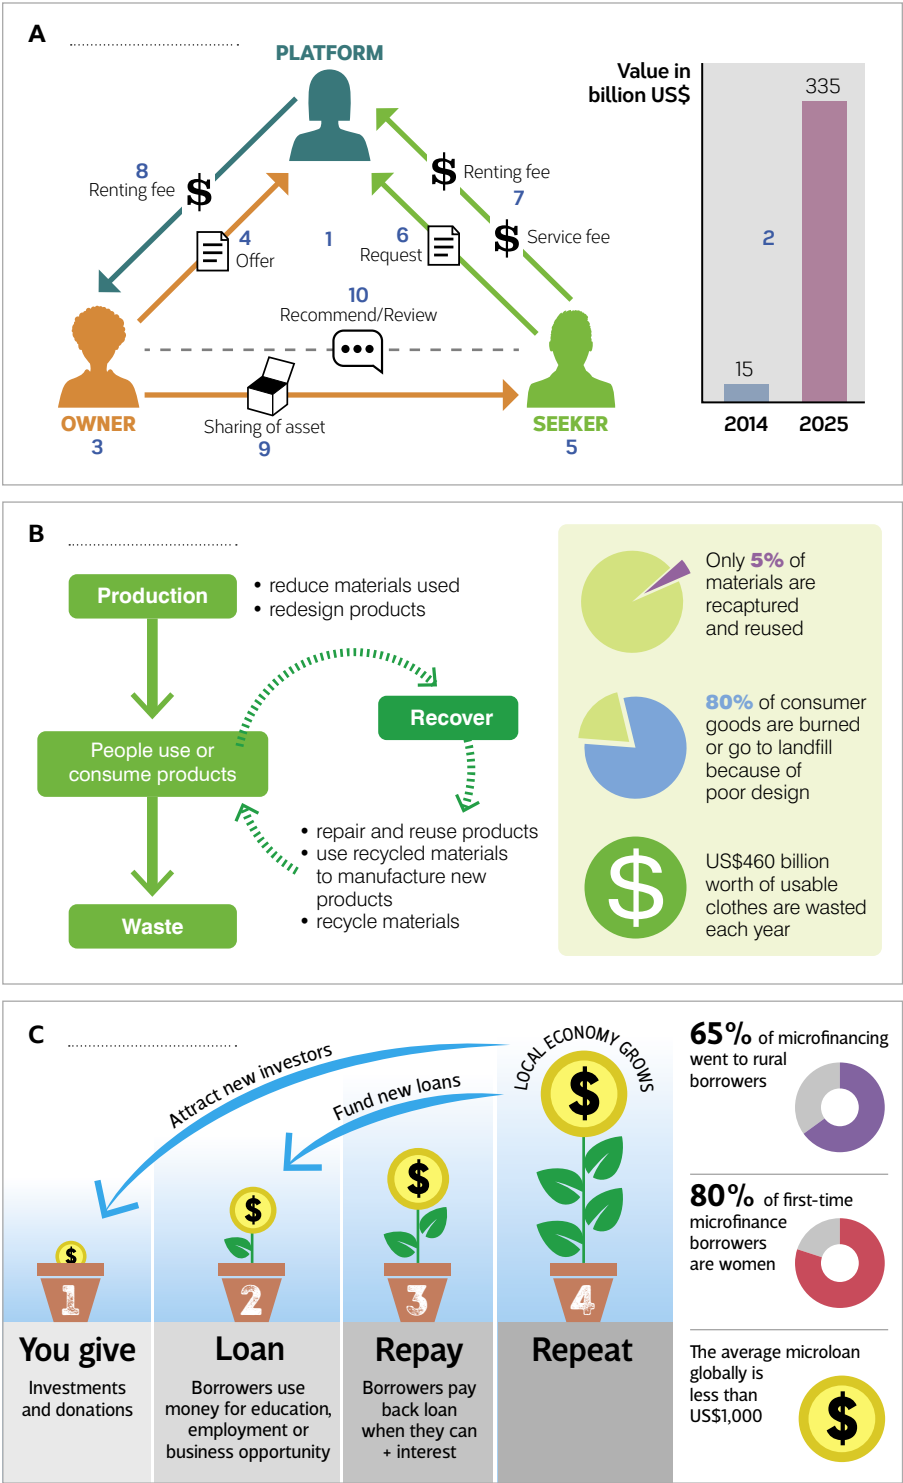 A
PLATFORM
Value in
billion US$
335
8
Renting fee
$
$
Renting fee
7
4
Offer
1
6
Request
$
Service fee
2
10
Recommend/Review
15
OWNER
3
Sharing of asset
9
SEEKER
5
2014
2025
B
Production
• reduce materials used
• redesign products
Recover
People use or
consume products
• repair and reuse products
• use recycled materials
to manufacture new
products
• recycle materials
Waste
Only 5% of
materials are
recaptured
and reused
80% of consumer
goods are burned
or go to landfill
because of
poor design
$
US$460 billion
worth of usable
clothes are wasted
each year
C
Attract new investors
Fund new loans
LOCAL ECONOMY GROWS
$
$
$
$
1
2
3
4
You give
Investments
and donations
Loan
Borrowers use
money for education,
employment or
business opportunity
Repay
Borrowers pay
back loan
when they can
+ interest
Repeat
65% of microfinancing
went to rural
borrowers
80% of first-time
microfinance
borrowers
are women
The average microloan
globally is
less than
US$1,000
$